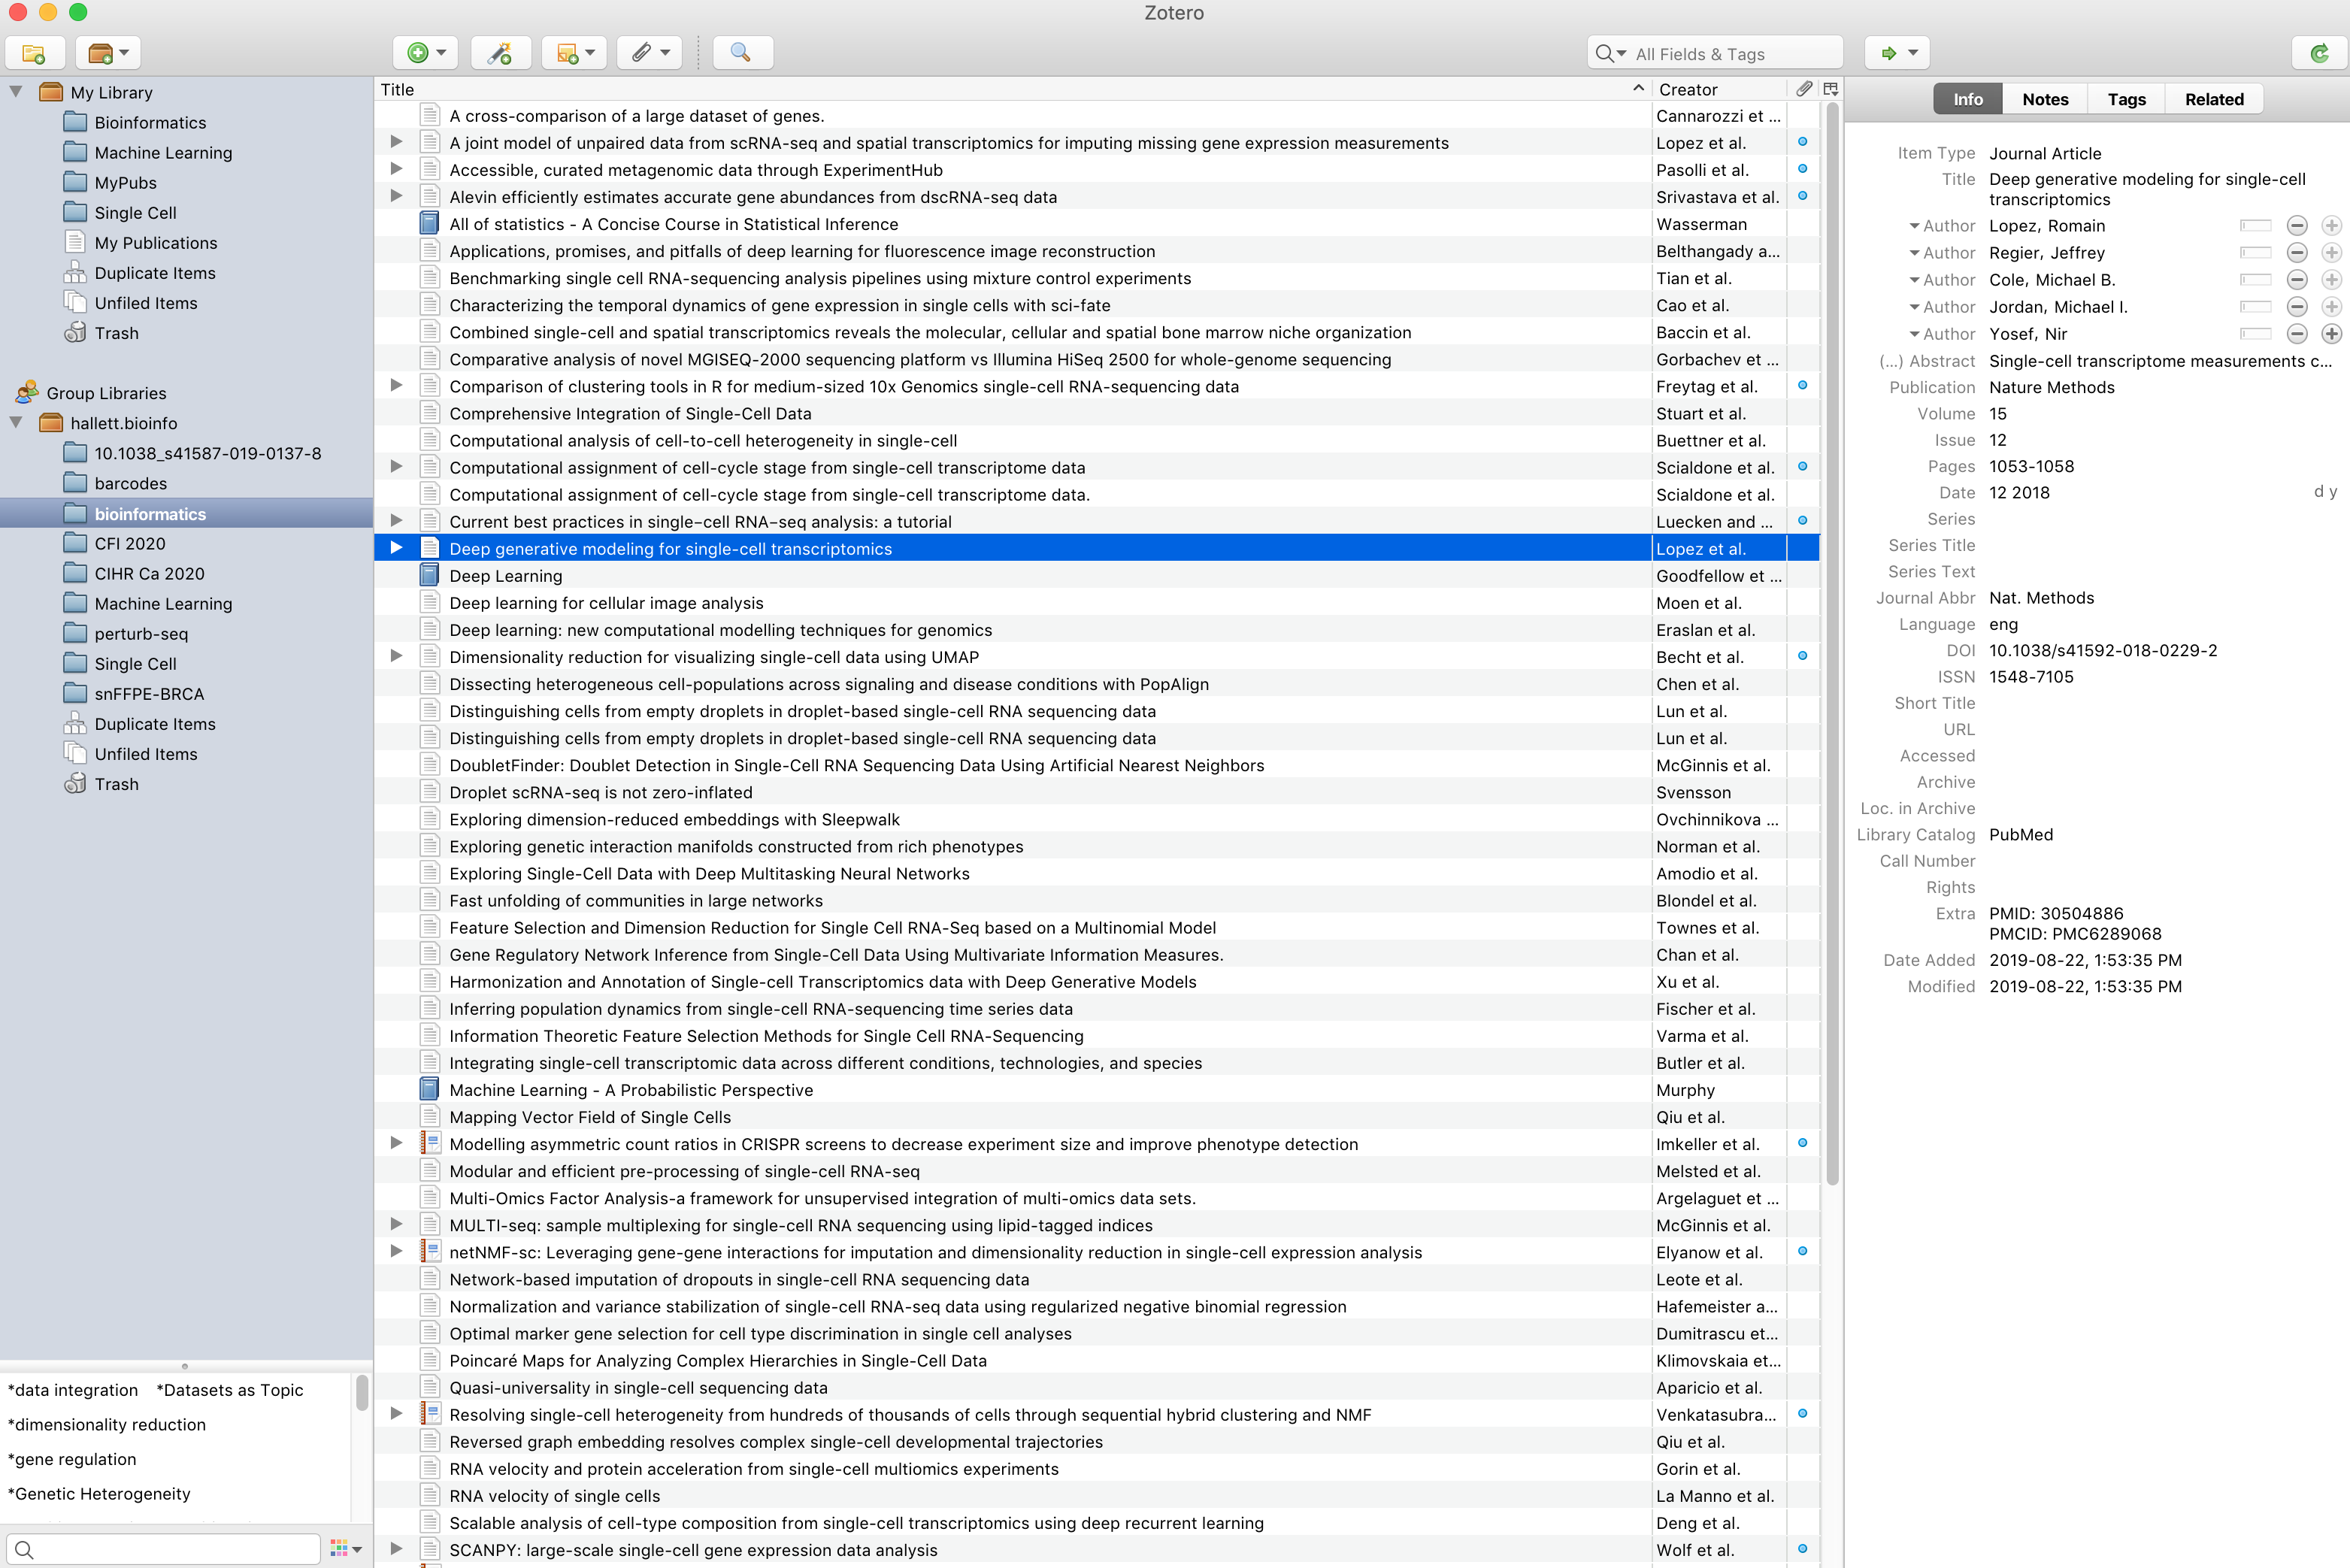 Zotero
All Fields & Tags
My Library
Bioinformatics
Machine Learning
MyPubs
Single Cell
My Publications
Duplicate Items
Unfiled Items
Trash
Group Libraries
hallett.bioinfo
10.1038_s41587-019-0137-8
barcodes
bioinformatics
CFI 2020
CIHR Ca 2020
Machine Learning
perturb-seq
Single Cell
snFFPE-BRCA
Duplicate Items
Unfiled Items
Trash
*data integration *Datasets as Topic
*dimensionality reduction
*gene regulation
*Genetic Heterogeneity
Title Creator
A cross-comparison of a large dataset of genes. Cannarozzi et ...
A joint model of unpaired data from scRNA-seq and spatial transcriptomics for imputing missing gene expression measurements Lopez et al.
Accessible, curated metagenomic data through ExperimentHub Pasolli et al.
Alevin efficiently estimates accurate gene abundances from dscRNA-seq data Srivastava et al.
All of statistics - A Concise Course in Statistical Inference Wasserman
Applications, promises, and pitfalls of deep learning for fluorescence image reconstruction Belthangady a...
Benchmarking single cell RNA-sequencing analysis pipelines using mixture control experiments Tian et al.
Characterizing the temporal dynamics of gene expression in single cells with sci-fate Cao et al.
Combined single-cell and spatial transcriptomics reveals the molecular, cellular and spatial bone marrow niche organization Baccin et al.
Comparative analysis of novel MGISEQ-2000 sequencing platform vs Illumina HiSeq 2500 for whole-genome sequencing Gorbachev et ...
Comparison of clustering tools in R for medium-sized 10x Genomics single-cell RNA-sequencing data Freytag et al.
Comprehensive Integration of Single-Cell Data Stuart et al.
Computational analysis of cell-to-cell heterogeneity in single-cell Buettner et al.
Computational assignment of cell-cycle stage from single-cell transcriptome data Scialdone et al.
Computational assignment of cell-cycle stage from single-cell transcriptome data. Scialdone et al.
Current best practices in single-cell RNA-seq analysis: a tutorial Luecken and ...
Deep generative modeling for single-cell transcriptomics Lopez et al.
Deep Learning Goodfellow et ...
Deep learning for cellular image analysis Moen et al.
Deep learning: new computational modelling techniques for genomics Eraslan et al.
Dimensionality reduction for visualizing single-cell data using UMAP Becht et al.
Dissecting heterogeneous cell-populations across signaling and disease conditions with PopAlign Chen et al.
Distinguishing cells from empty droplets in droplet-based single-cell RNA sequencing data Lun et al.
Distinguishing cells from empty droplets in droplet-based single-cell RNA sequencing data Lun et al.
DoubletFinder: Doublet Detection in Single-Cell RNA Sequencing Data Using Artificial Nearest Neighbors McGinnis et al.
Droplet scRNA-seq is not zero-inflated Svensson
Exploring dimension-reduced embeddings with Sleepwalk Ovchinnikova ...
Exploring genetic interaction manifolds constructed from rich phenotypes Norman et al.
Exploring Single-Cell Data with Deep Multitasking Neural Networks Amodio et al.
Fast unfolding of communities in large networks Blondel et al.
Feature Selection and Dimension Reduction for Single Cell RNA-Seq based on a Multinomial Model Townes et al.
Gene Regulatory Network Inference from Single-Cell Data Using Multivariate Information Measures. Chan et al.
Harmonization and Annotation of Single-cell Transcriptomics data with Deep Generative Models Xu et al.
Inferring population dynamics from single-cell RNA-sequencing time series data Fischer et al.
Information Theoretic Feature Selection Methods for Single Cell RNA-Sequencing Varma et al.
Integrating single-cell transcriptomic data across different conditions, technologies, and species Butler et al.
Machine Learning - A Probabilistic Perspective Murphy
Mapping Vector Field of Single Cells Qiu et al.
Modelling asymmetric count ratios in CRISPR screens to decrease experiment size and improve phenotype detection Imkeller et al.
Modular and efficient pre-processing of single-cell RNA-seq Melsted et al.
Multi-Omics Factor Analysis-a framework for unsupervised integration of multi-omics data sets. Argelaguet et ...
MULTI-seq: sample multiplexing for single-cell RNA sequencing using lipid-tagged indices McGinnis et al.
netNMF-sc: Leveraging gene-gene interactions for imputation and dimensionality reduction in single-cell expression analysis Elyanow et al.
Network-based imputation of dropouts in single-cell RNA sequencing data Leote et al.
Normalization and variance stabilization of single-cell RNA-seq data using regularized negative binomial regression Hafemeister a...
Optimal marker gene selection for cell type discrimination in single cell analyses Dumitrascu et...
Poincaré Maps for Analyzing Complex Hierarchies in Single-Cell Data Klimovskaia et...
Quasi-universality in single-cell sequencing data Aparicio et al.
Resolving single-cell heterogeneity from hundreds of thousands of cells through sequential hybrid clustering and NMF Venkatasubra...
Reversed graph embedding resolves complex single-cell developmental trajectories Qiu et al.
RNA velocity and protein acceleration from single-cell multiomics experiments Gorin et al.
RNA velocity of single cells La Manno et al.
Scalable analysis of cell-type composition from single-cell transcriptomics using deep recurrent learning Deng et al.
SCANPY: large-scale single-cell gene expression data analysis Wolf et al.
Info Notes Tags Related
Item Type Journal Article
Title Deep generative modeling for single-cell
transcriptomics
Author Lopez, Romain
Author Regier, Jeffrey
Author Cole, Michael B.
Author Jordan, Michael I.
Author Yosef, Nir
(...) Abstract Single-cell transcriptome measurements c...
Publication Nature Methods
Volume 15
Issue 12
Pages 1053-1058
Date 12 2018 d y
Series
Series Title
Series Text
Journal Abbr Nat. Methods
Language eng
DOI 10.1038/s41592-018-0229-2
ISSN 1548-7105
Short Title
URL
Accessed
Archive
Loc. in Archive
Library Catalog PubMed
Call Number
Rights
Extra PMID: 30504886
PMCID: PMC6289068
Date Added 2019-08-22, 1:53:35 PM
Modified 2019-08-22, 1:53:35 PM